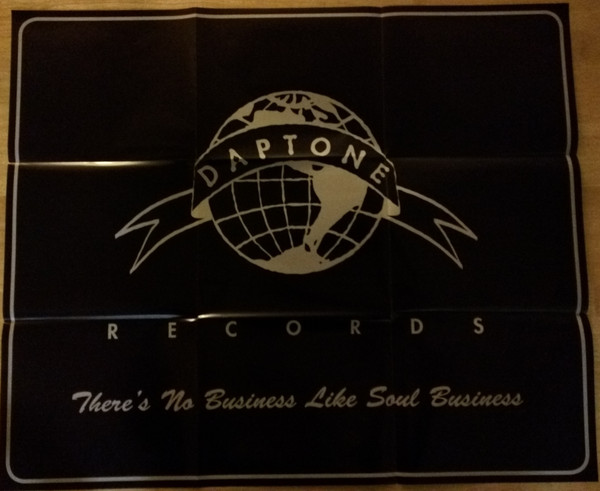 DAPTONE
RECORDS
There's No Business Like Soul Business